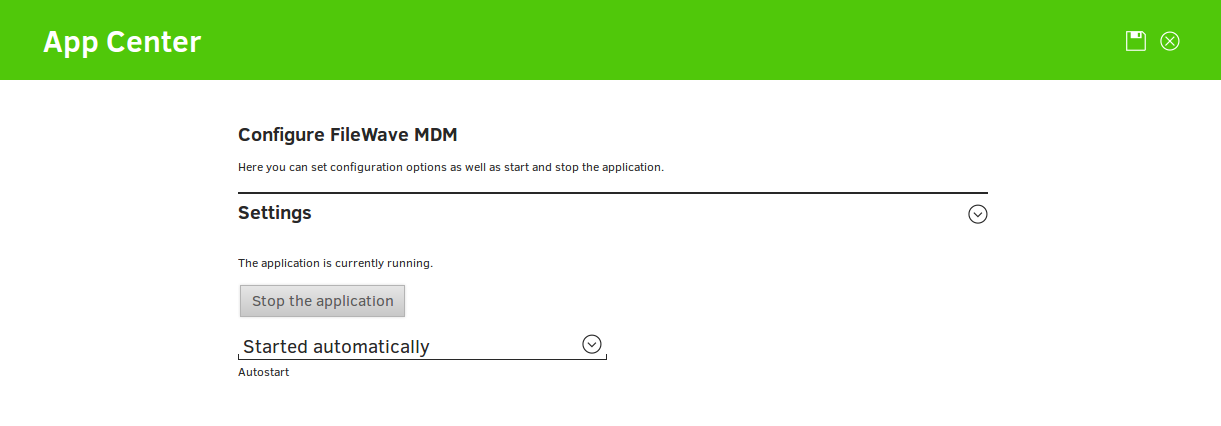 App Center
Configure FileWave MDM
Here you can set configuration options as well as start and stop the application.
Settings
The application is currently running.
Stop the application
Started automatically
Autostart